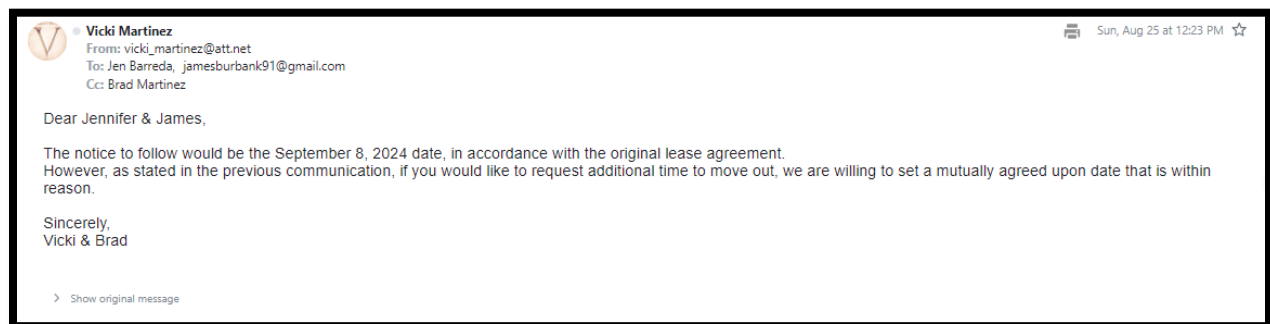 V
Vicki Martinez
Sun, Aug 25 at 12:23 PM
From: vicki_martinez@att.net
To: Jen Barreda, jamesburbank91@gmail.com
Cc: Brad Martinez
Dear Jennifer & James,
The notice to follow would be the September 8, 2024 date, in accordance with the original lease agreement.
However, as stated in the previous communication, if you would like to request additional time to move out, we are willing to set a mutually agreed upon date that is within
reason.
Sincerely,
Vicki & Brad
> Show original message